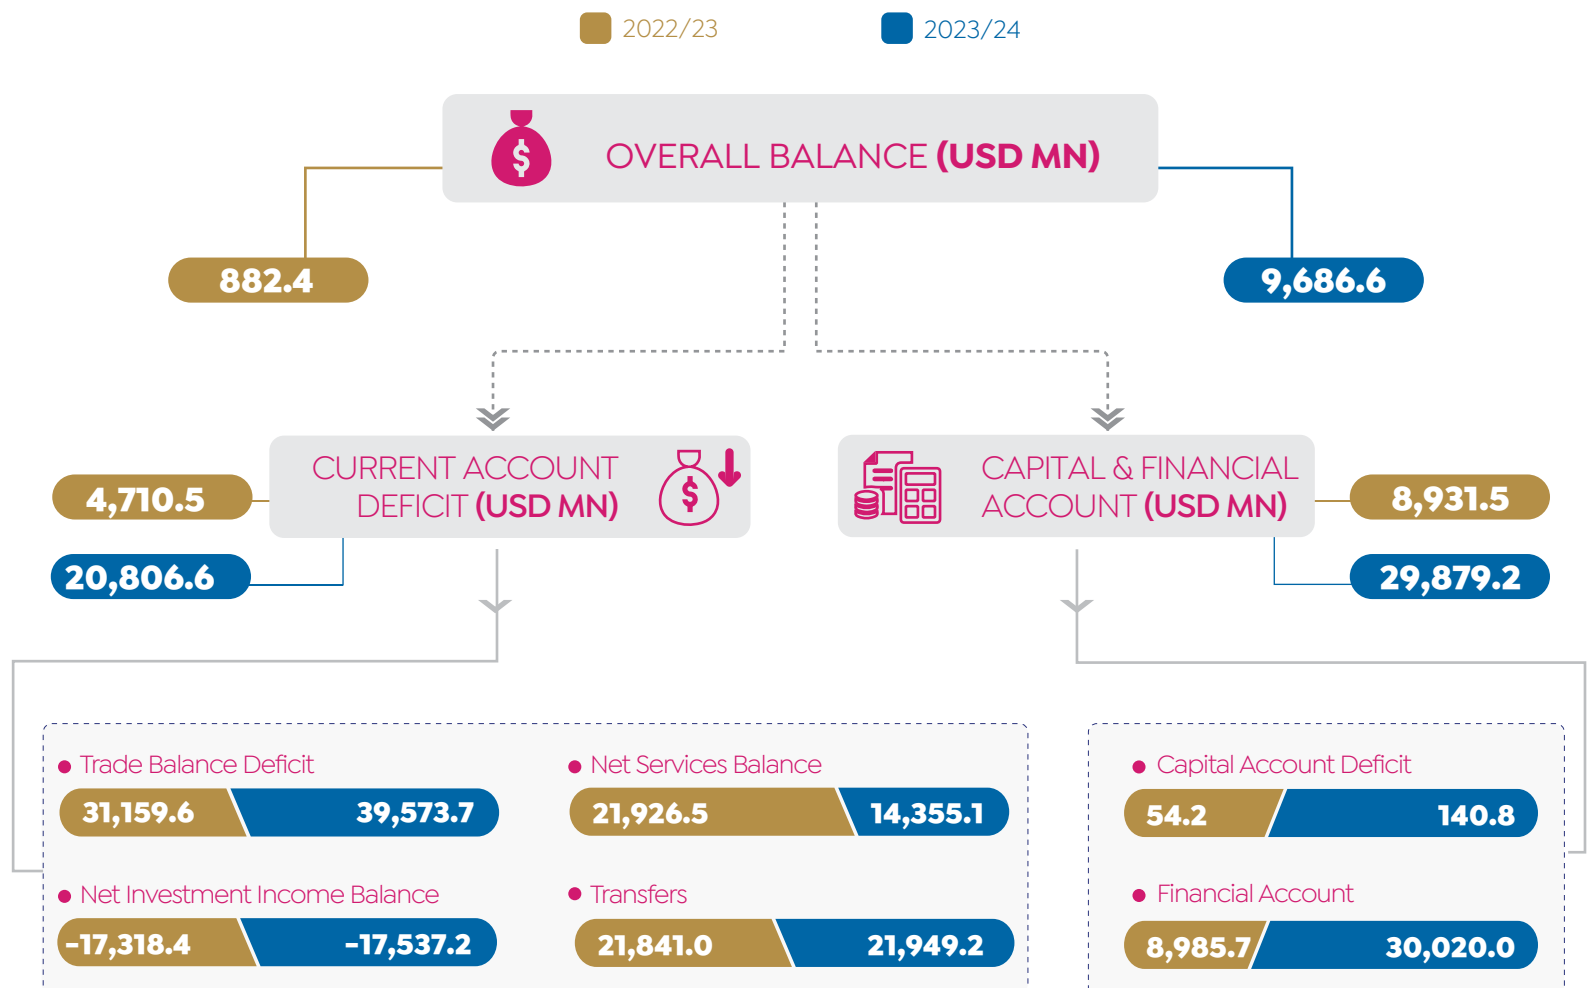 2022/23
2023/24
OVERALL BALANCE (USD MN)
882.4
9,686.6
CURRENT ACCOUNT
DEFICIT (USD MN)
4,710.5
20,806.6
CAPITAL & FINANCIAL
ACCOUNT (USD MN)
8,931.5
29,879.2
Trade Balance Deficit
31,159.6 39,573.7
Net Services Balance
21,926.5 14,355.1
Net Investment Income Balance
-17,318.4 -17,537.2
Transfers
21,841.0 21,949.2
Capital Account Deficit
54.2 140.8
Financial Account
8,985.7 30,020.0